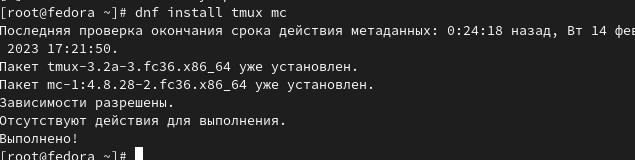 [root@fedora ~]# dnf install tmux mc
Последняя проверка окончания срока действия метаданных: 0:24:18 назад, Вт 14 фев
 2023 17:21:50.
Пакет tmux-3.2a-3.fc36.x86_64 уже установлен.
Пакет mc-1:4.8.28-2.fc36.x86_64 уже установлен.
Зависимости разрешены.
Отсутствуют действия для выполнения.
Выполнено!
[root@fedora ~]#